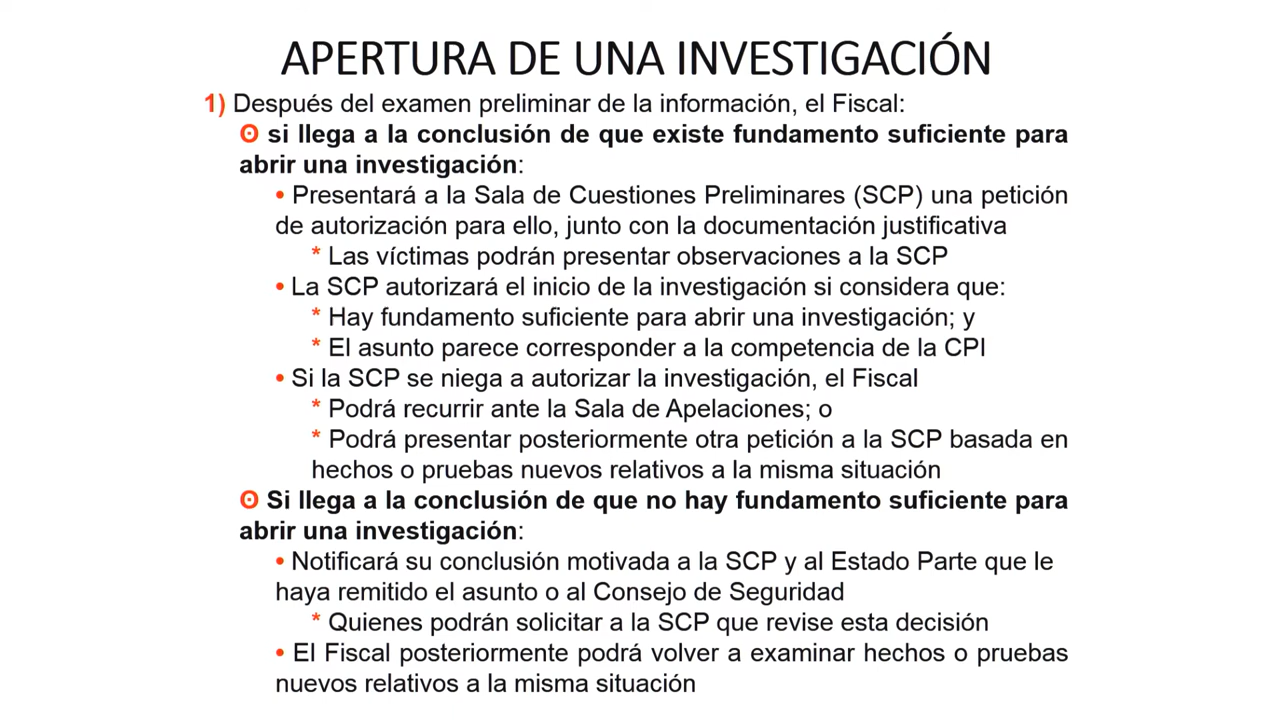 APERTURA DE UNA INVESTIGACIÓN
1) Después del examen preliminar de la información, el Fiscal:
ʘ si llega a la conclusión de que existe fundamento suficiente para
abrir una investigación:
• Presentará a la Sala de Cuestiones Preliminares (SCP) una petición
de autorización para ello, junto con la documentación justificativa
* Las víctimas podrán presentar observaciones a la SCP
• La SCP autorizará el inicio de la investigación si considera que:
* Hay fundamento suficiente para abrir una investigación; y
* El asunto parece corresponder a la competencia de la CPI
• Si la SCP se niega a autorizar la investigación, el Fiscal
* Podrá recurrir ante la Sala de Apelaciones; o
* Podrá presentar posteriormente otra petición a la SCP basada en
hechos o pruebas nuevos relativos a la misma situación
ʘ Si llega a la conclusión de que no hay fundamento suficiente para
abrir una investigación:
• Notificará su conclusión motivada a la SCP y al Estado Parte que le
haya remitido el asunto o al Consejo de Seguridad
* Quienes podrán solicitar a la SCP que revise esta decisión
• El Fiscal posteriormente podrá volver a examinar hechos o pruebas
nuevos relativos a la misma situación